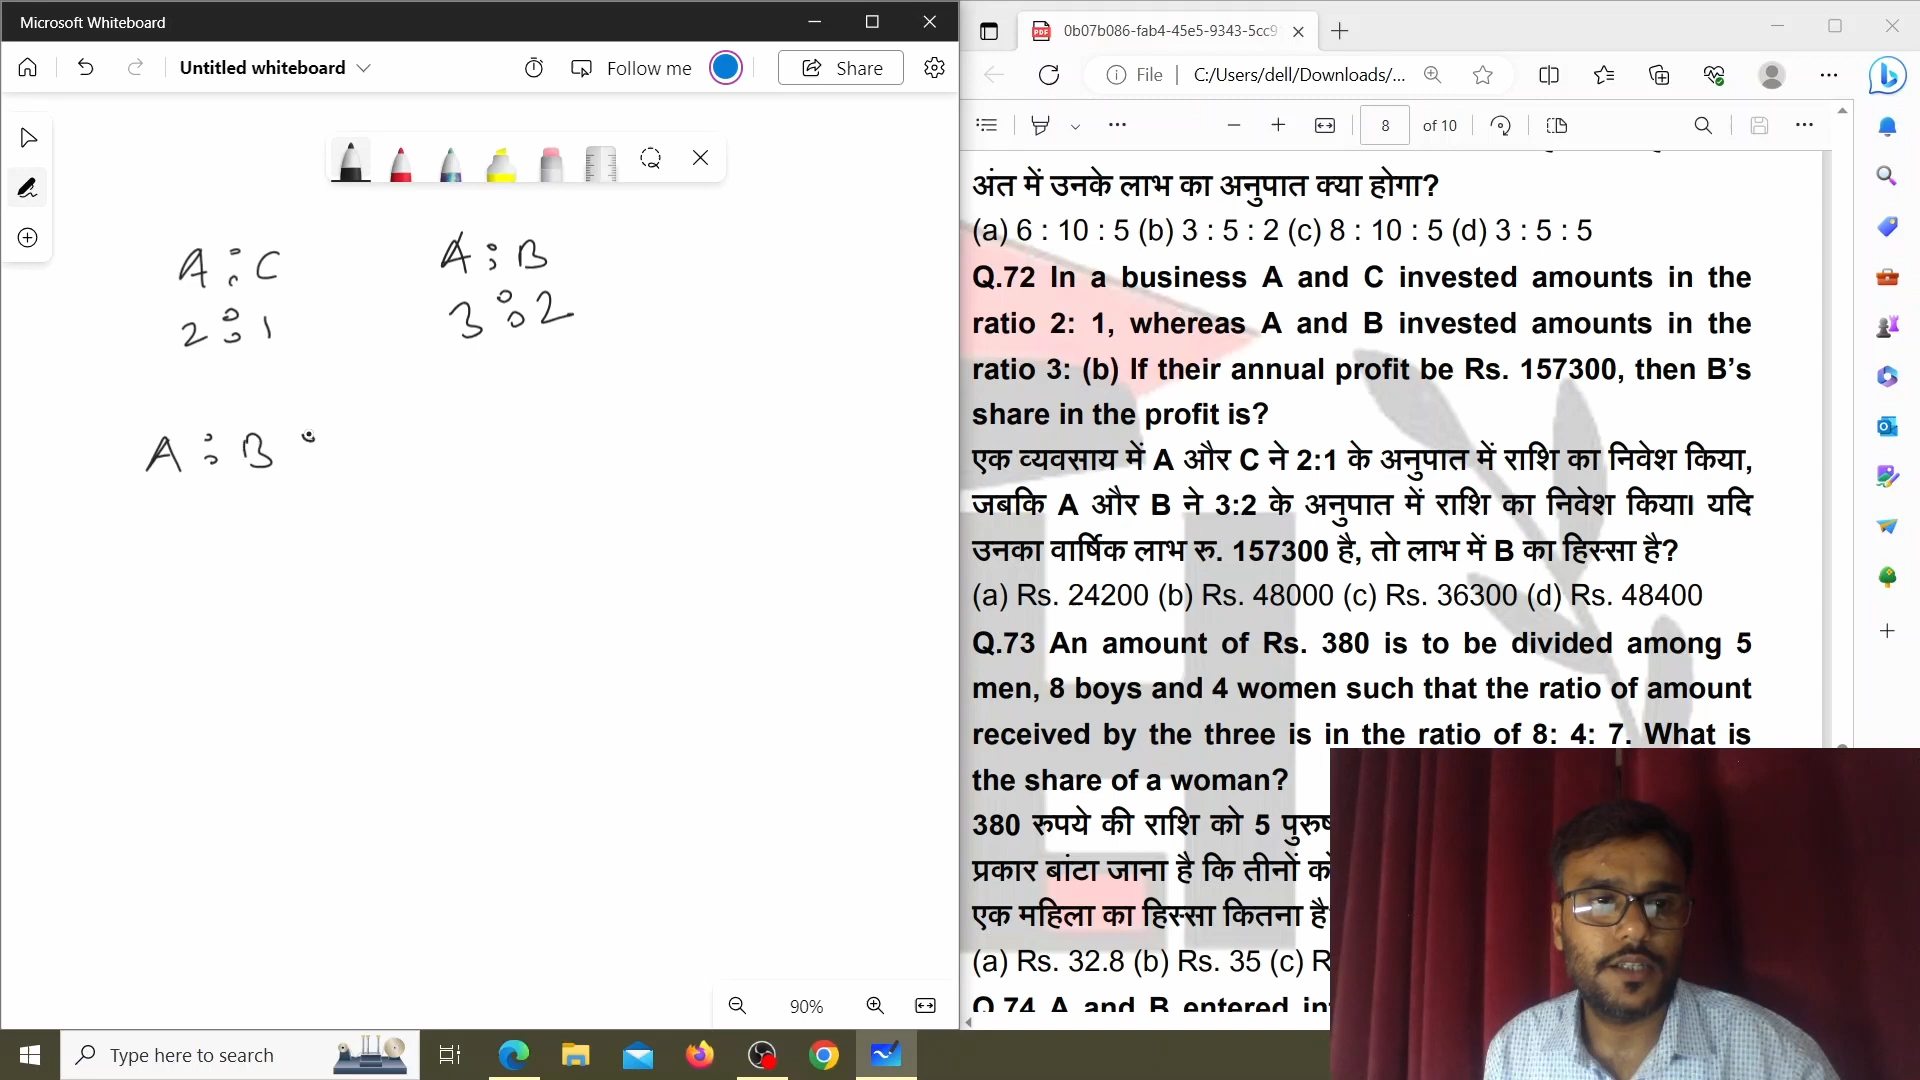 Microsoft Whiteboard
Untitled whiteboard
Follow me
Share
A : C
2 : 1
A : B
3 : 2
A : B
90%
0b07b086-fab4-45e5-9343-5cc9
File
C:/Users/dell/Downloads/...
8 of 10
अंत में उनके लाभ का अनुपात क्या होगा?
(a) 6 : 10 : 5 (b) 3 : 5 : 2 (c) 8 : 10 : 5 (d) 3 : 5 : 5
Q.72 In a business A and C invested amounts in the
ratio 2: 1, whereas A and B invested amounts in the
ratio 3: (b) If their annual profit be Rs. 157300, then B's
share in the profit is?
एक व्यवसाय में A और C ने 2:1 के अनुपात में राशि का निवेश किया,
जबकि A और B ने 3:2 के अनुपात में राशि का निवेश किया। यदि
उनका वार्षिक लाभ रु. 157300 है, तो लाभ में B का हिस्सा है?
(a) Rs. 24200 (b) Rs. 48000 (c) Rs. 36300 (d) Rs. 48400
Q.73 An amount of Rs. 380 is to be divided among 5
men, 8 boys and 4 women such that the ratio of amount
received by the three is in the ratio of 8: 4: 7. What is
the share of a woman?
380 रुपये की राशि को 5
प्रकार बांटा जाना है कि तीनों
एक महिला का हिस्सा कितना है
(a) Rs. 32.8 (b) Rs. 35 (c)
Q.74 A and B entered
Type here to search